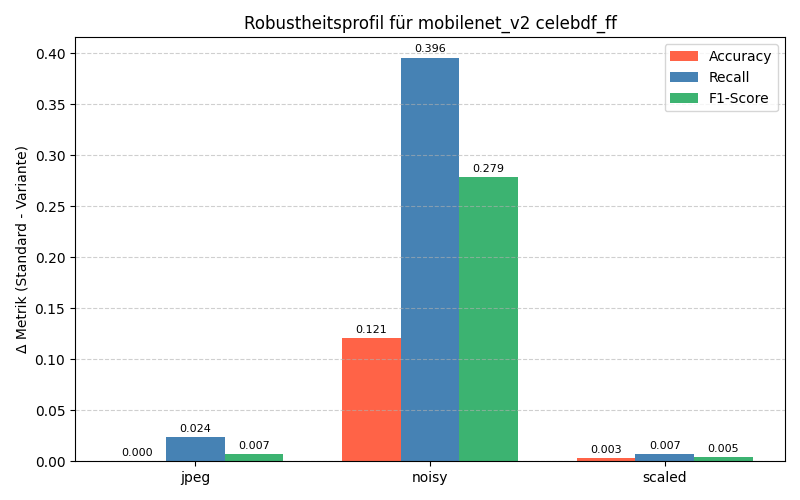 Robustheitsprofil für mobilenet_v2 celebdf_ff
Δ Metrik (Standard - Variante)
0.40
0.35
0.30
0.25
0.20
0.15
0.10
0.05
0.00
Accuracy
Recall
F1-Score
0.000
0.024
0.007
0.121
0.396
0.279
0.003
0.007
0.005
jpeg
noisy
scaled